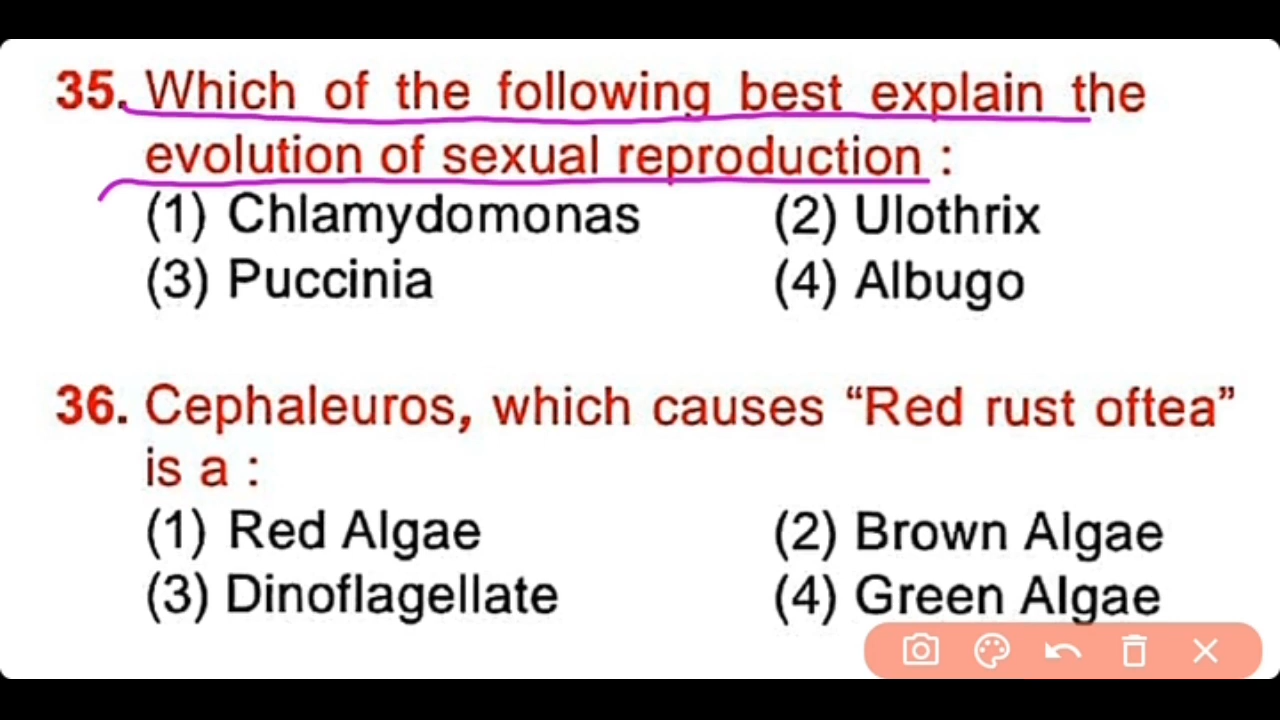 35. Which of the following best explain the
evolution of sexual reproduction :
(1) Chlamydomonas (2) Ulothrix
(3) Puccinia (4) Albugo
36. Cephaleuros, which causes “Red rust oftea”
is a :
(1) Red Algae (2) Brown Algae
(3) Dinoflagellate (4) Green Algae